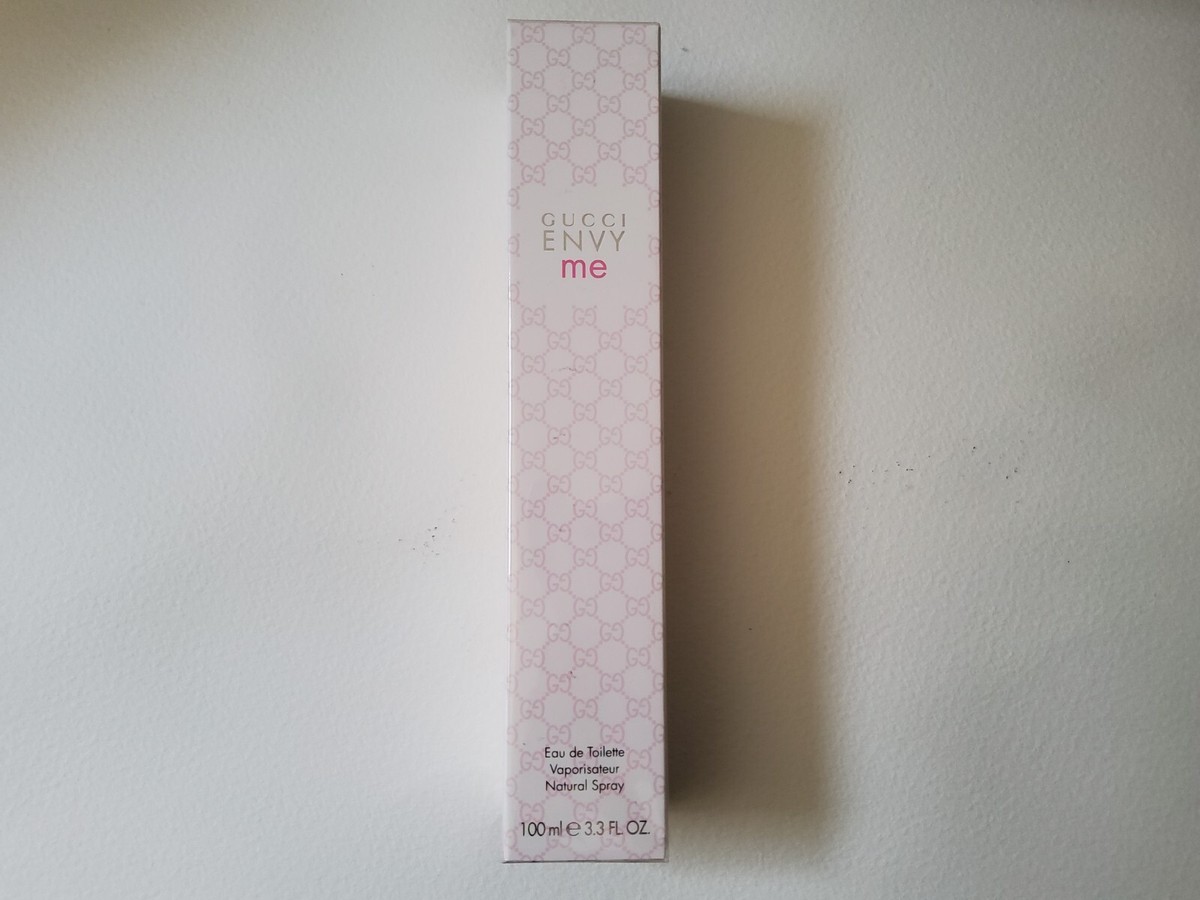 GUCCI
ENVY
me
Eau de Toilette
Vaporisateur
Natural Spray
100 ml ℮ 3.3 FL. OZ.